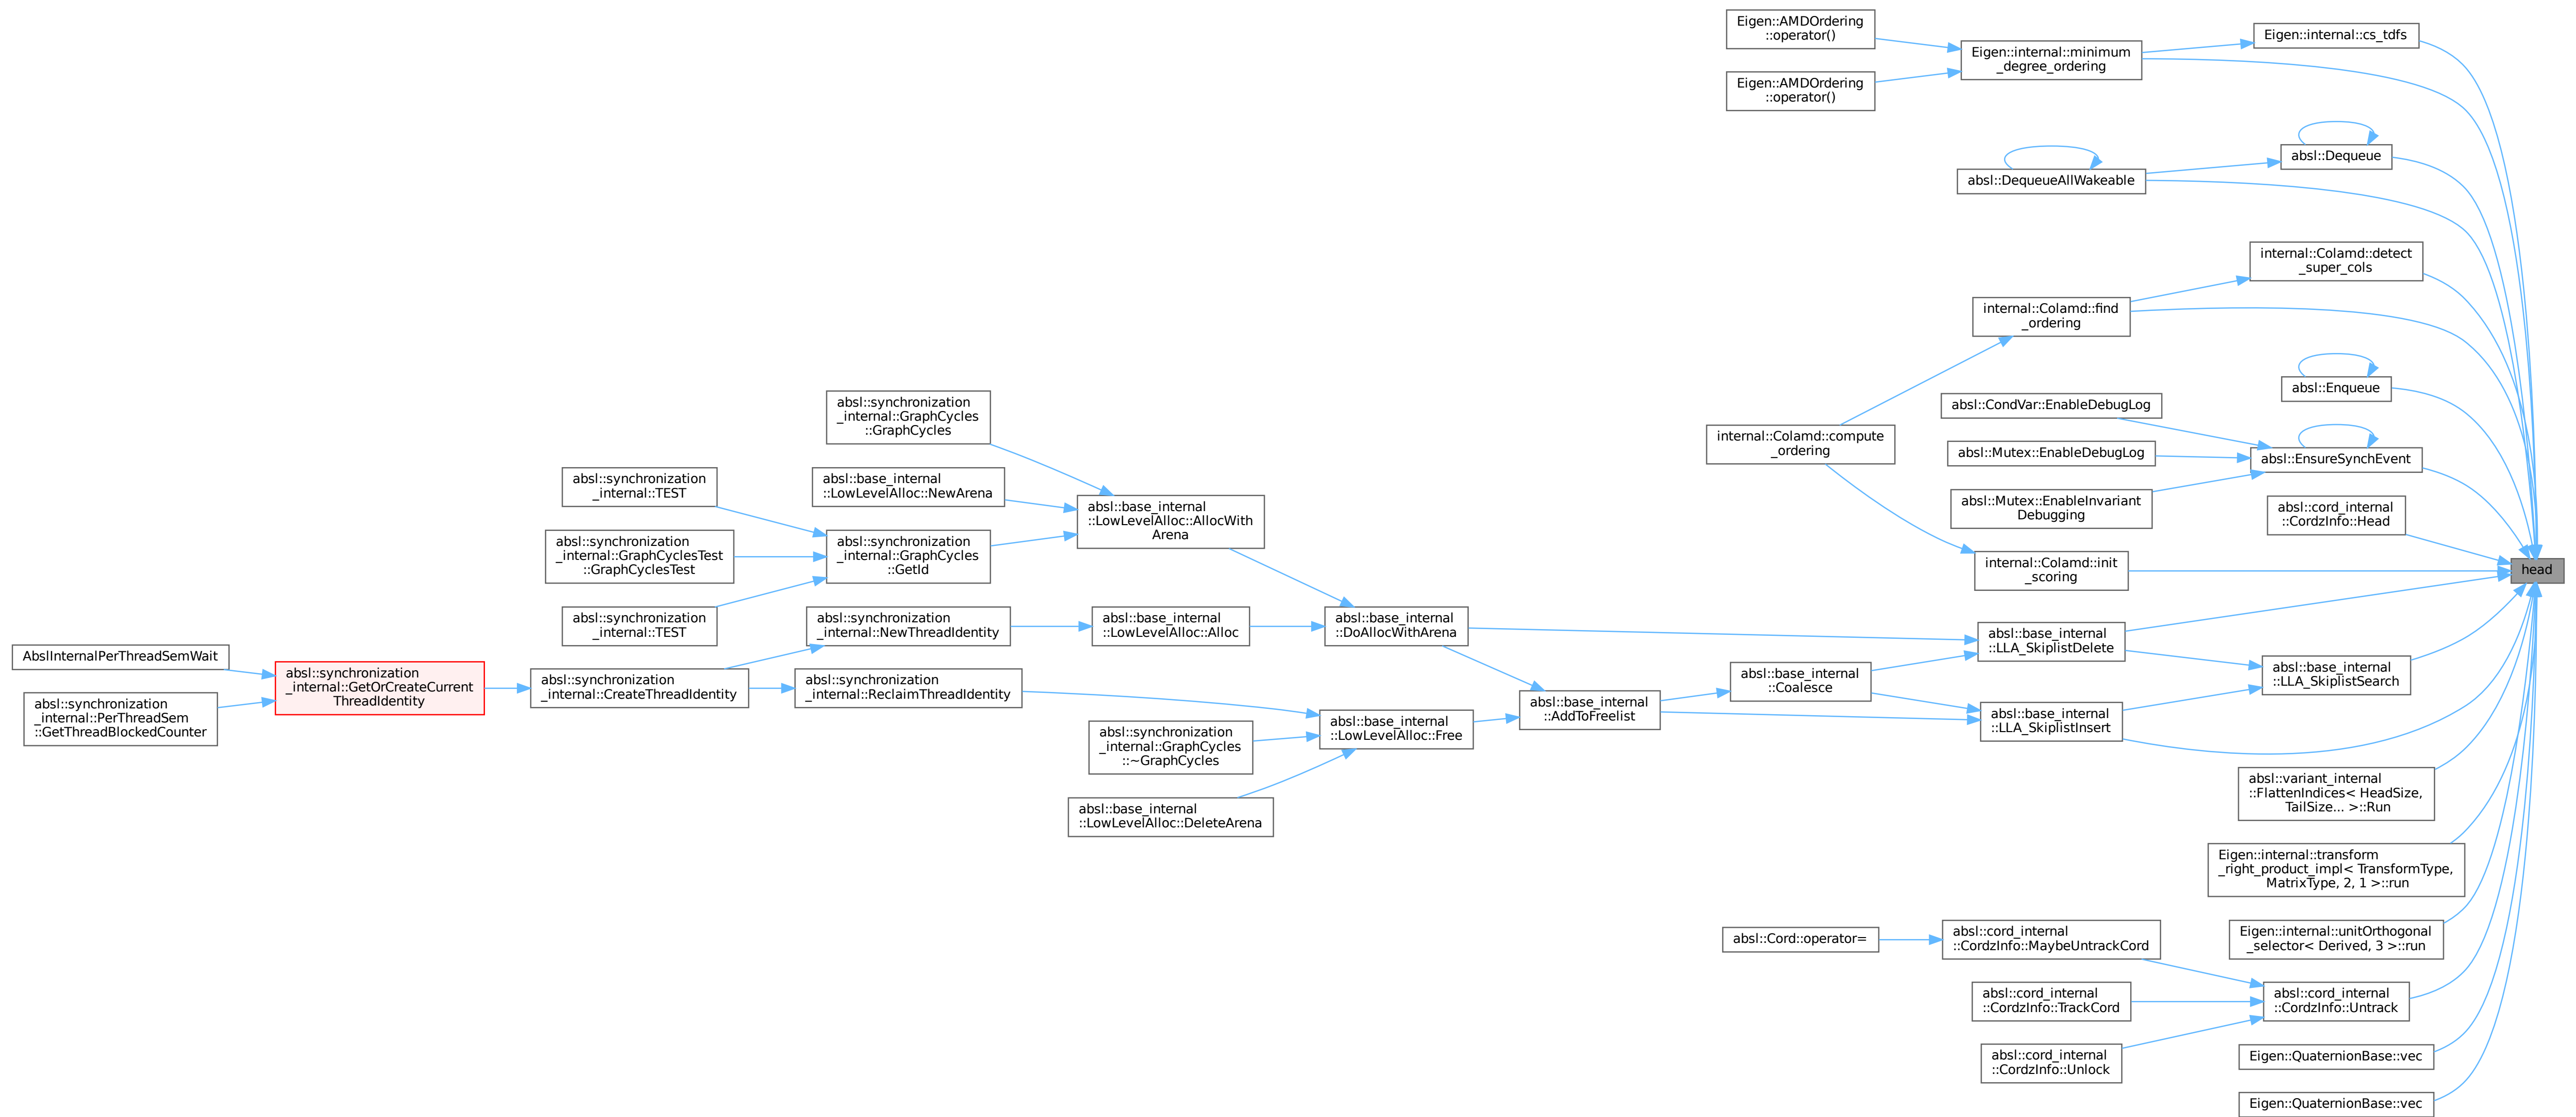 Eigen::AMDOrdering
::operator()
Eigen::internal::minimum
_degree_ordering
Eigen::internal::cs_tdfs
Eigen::AMDOrdering
::operator()
absl::Dequeue
absl::DequeueAllWakeable
internal::Colamd::detect
_super_cols
internal::Colamd::find
_ordering
absl::Enqueue
absl::CondVar::EnableDebugLog
internal::Colamd::compute
_ordering
absl::Mutex::EnableDebugLog
absl::EnsureSynchEvent
absl::Mutex::EnableInvariant
Debugging
absl::cord_internal
::CordzInfo::Head
head
internal::Colamd::init
_scoring
absl::synchronization
_internal::GraphCycles
::GraphCycles
absl::synchronization
_internal::TEST
absl::base_internal
::LowLevelAlloc::NewArena
absl::base_internal
::LowLevelAlloc::AllocWith
Arena
absl::synchronization
_internal::GraphCyclesTest
::GraphCyclesTest
absl::synchronization
_internal::GraphCycles
::GetId
absl::synchronization
_internal::TEST
absl::synchronization
_internal::NewThreadIdentity
absl::base_internal
::LowLevelAlloc::Alloc
absl::base_internal
::DoAllocWithArena
absl::base_internal
::LLA_SkiplistDelete
AbslInternalPerThreadSemWait
absl::synchronization
_internal::GetOrCreateCurrent
ThreadIdentity
absl::synchronization
_internal::CreateThreadIdentity
absl::synchronization
_internal::ReclaimThreadIdentity
absl::base_internal
::Coalesce
absl::base_internal
::LLA_SkiplistSearch
absl::synchronization
_internal::PerThreadSem
::GetThreadBlockedCounter
absl::base_internal
::AddToFreelist
absl::base_internal
::LLA_SkiplistInsert
absl::base_internal
::LowLevelAlloc::Free
absl::synchronization
_internal::GraphCycles
::~GraphCycles
absl::base_internal
::LowLevelAlloc::DeleteArena
absl::variant_internal
::FlattenIndices< HeadSize,
TailSize... >::Run
Eigen::internal::transform
_right_product_impl< TransformType,
MatrixType, 2, 1 >::run
absl::Cord::operator=
absl::cord_internal
::CordzInfo::MaybeUntrackCord
Eigen::internal::unitOrthogonal
_selector< Derived, 3 >::run
absl::cord_internal
::CordzInfo::TrackCord
absl::cord_internal
::CordzInfo::Untrack
absl::cord_internal
::CordzInfo::Unlock
Eigen::QuaternionBase::vec
Eigen::QuaternionBase::vec